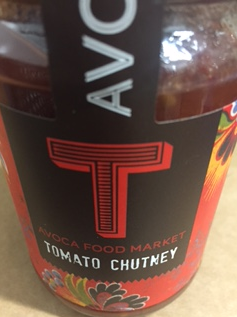 AVO
T
AVOCA FOOD MARKET
TOMATO CHUTNEY